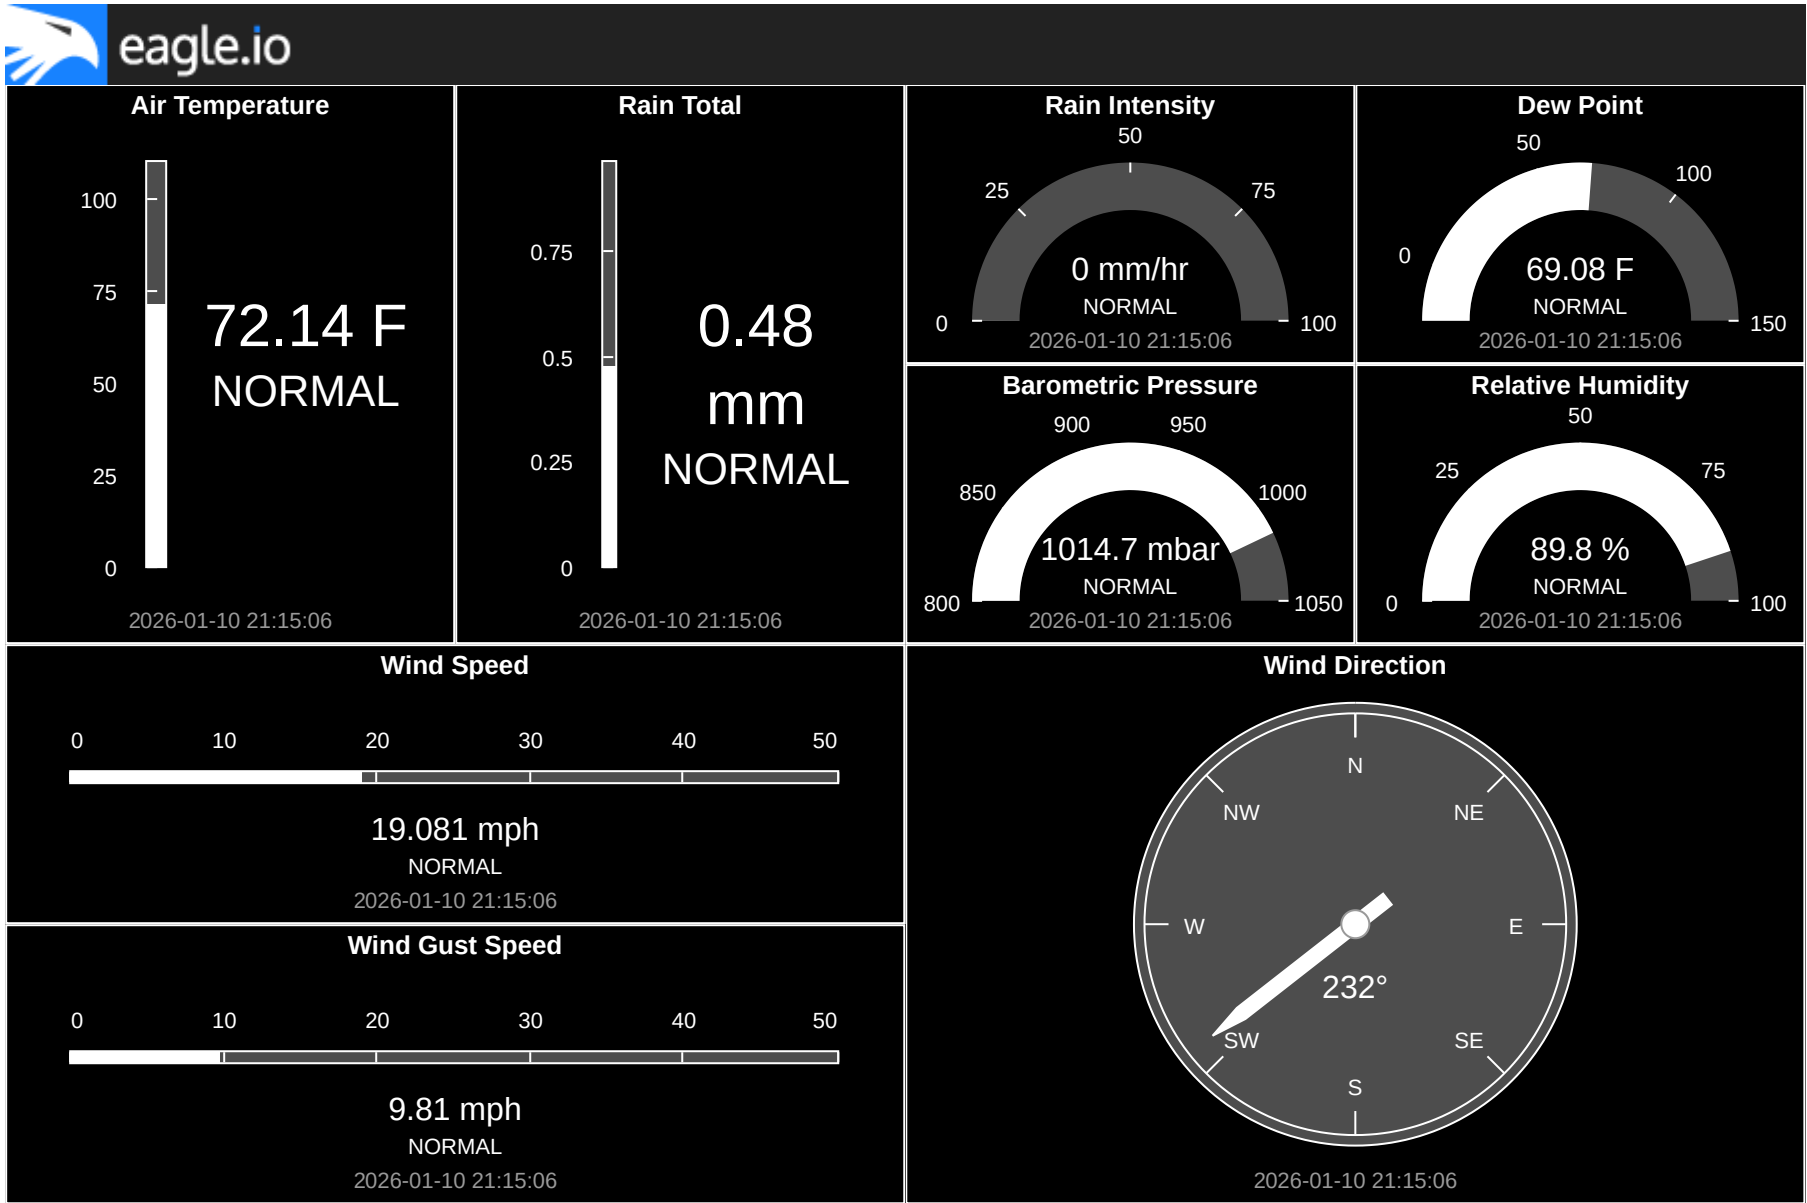 eagle.io
Air Temperature
100
75
50
25
0
72.14 F
NORMAL
2026-01-10 21:15:06
Rain Total
0.75
0.5
0.25
0
0.48
mm
NORMAL
2026-01-10 21:15:06
Rain Intensity
0
25
50
75
100
0 mm/hr
NORMAL
2026-01-10 21:15:06
Dew Point
0
50
100
150
69.08 F
NORMAL
2026-01-10 21:15:06
Barometric Pressure
800
850
900
950
1000
1050
1014.7 mbar
NORMAL
2026-01-10 21:15:06
Relative Humidity
0
25
50
75
100
89.8 %
NORMAL
2026-01-10 21:15:06
Wind Speed
0 10 20 30 40 50
19.081 mph
NORMAL
2026-01-10 21:15:06
Wind Gust Speed
0 10 20 30 40 50
9.81 mph
NORMAL
2026-01-10 21:15:06
Wind Direction
N
NW NE
W E
232°
SW SE
S
2026-01-10 21:15:06